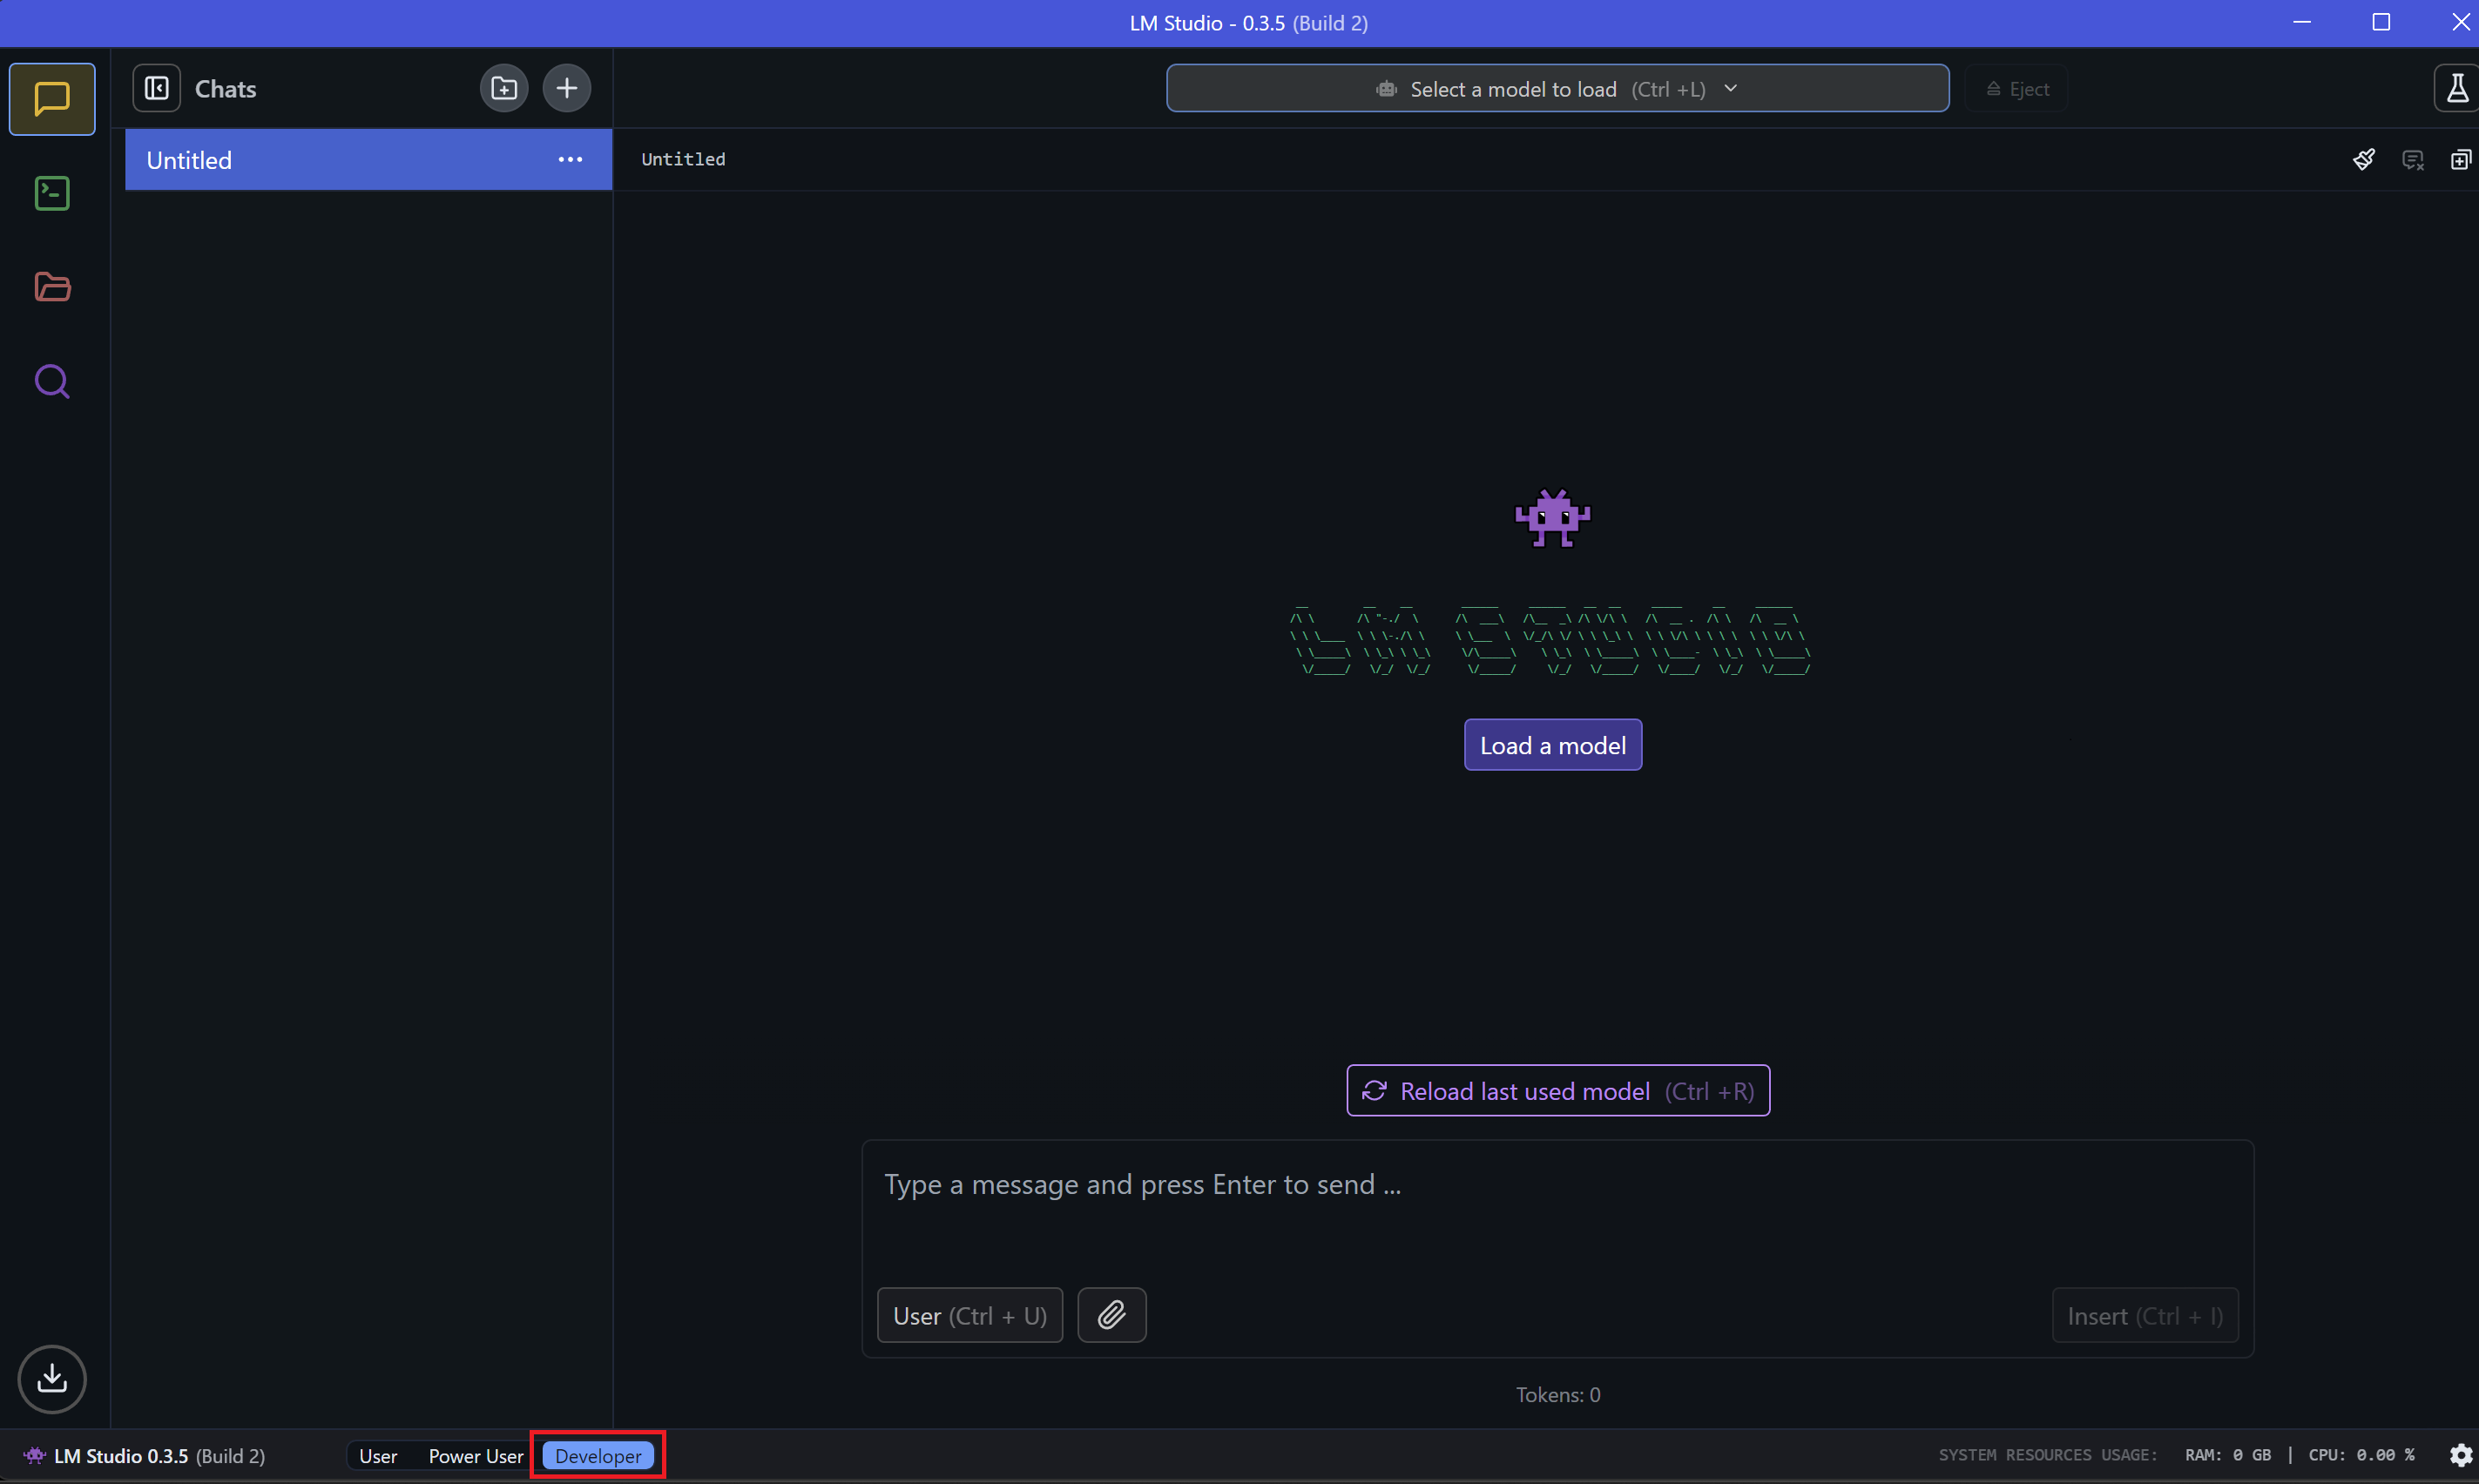 LM Studio - 0.3.5 (Build 2)
Chats
Select a model to load (Ctrl +L)
Eject
Untitled
Untitled
LM STUDIO
Load a model
Reload last used model (Ctrl +R)
Type a message and press Enter to send ...
User (Ctrl + U)
Insert (Ctrl + I)
Tokens: 0
LM Studio 0.3.5 (Build 2)
User Power User Developer
SYSTEM RESOURCES USAGE: RAM: 0 GB | CPU: 0.00 %